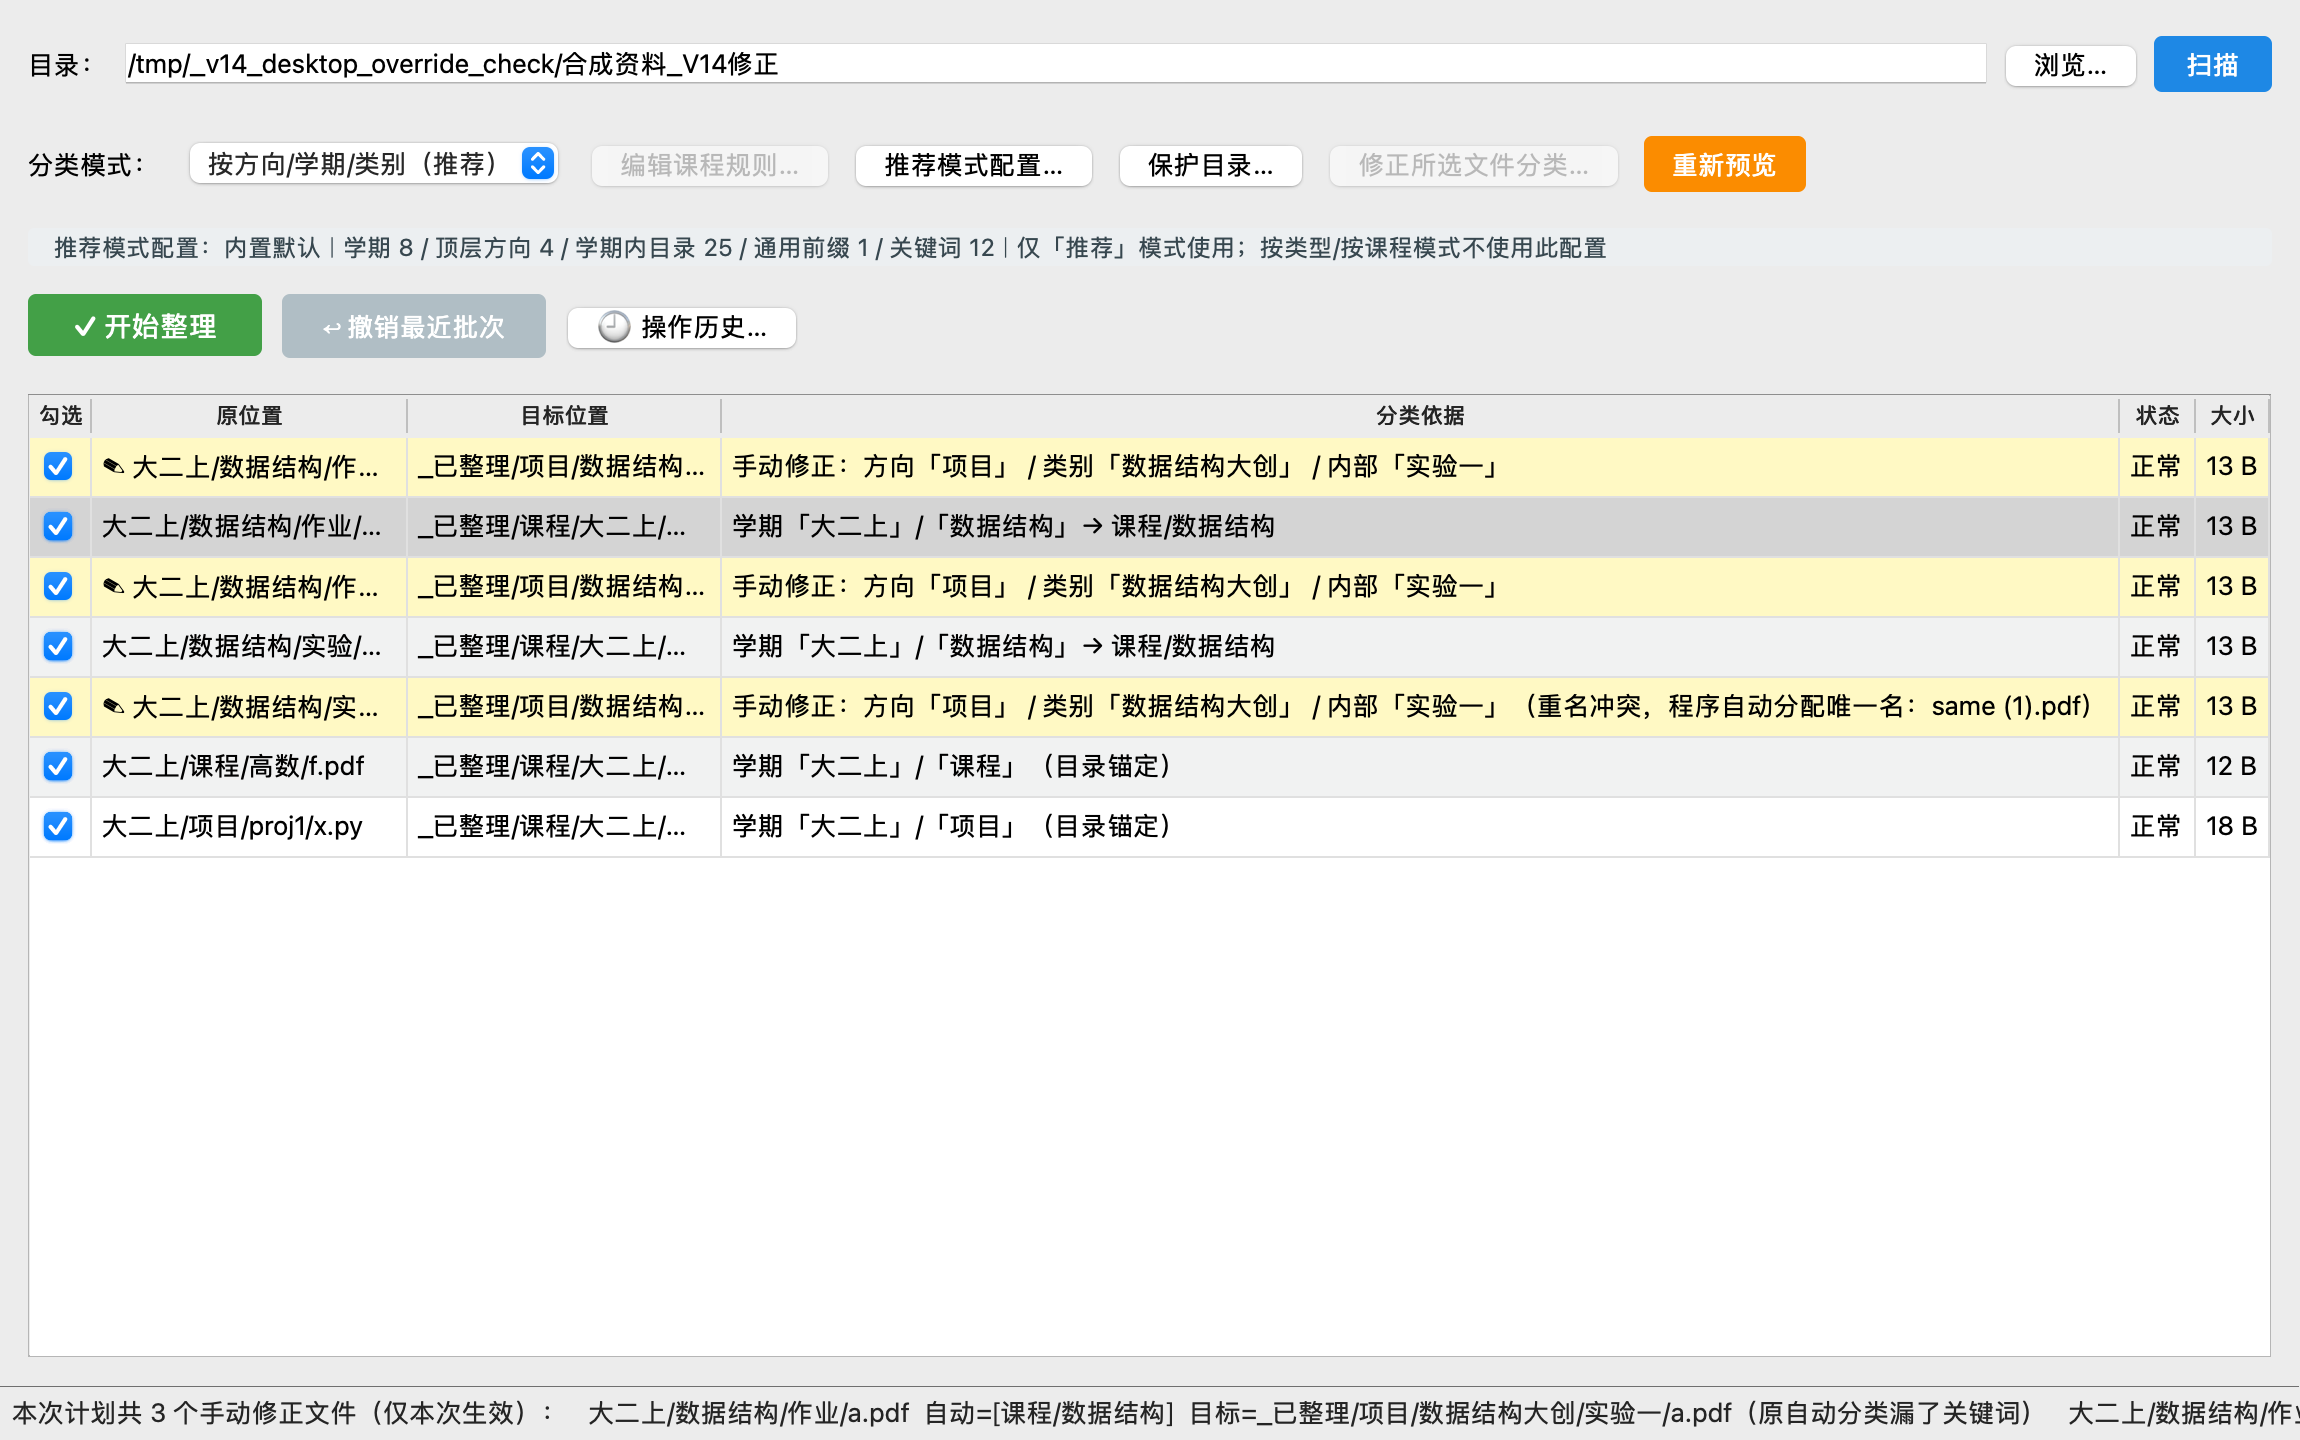 目录： /tmp/_v14_desktop_override_check/合成资料_V14修正 浏览... 扫描
分类模式： 按方向/学期/类别（推荐） 编辑课程规则... 推荐模式配置... 保护目录... 修正所选文件分类... 重新预览
推荐模式配置：内置默认 | 学期 8 / 顶层方向 4 / 学期内目录 25 / 通用前缀 1 / 关键词 12 | 仅「推荐」模式使用；按类型/按课程模式不使用此配置
✓ 开始整理 ↩ 撤销最近批次 🕘 操作历史...
勾选 原位置 目标位置 分类依据 状态 大小
✎ 大二上/数据结构/作... _已整理/项目/数据结构... 手动修正：方向「项目」 / 类别「数据结构大创」 / 内部「实验一」 正常 13 B
大二上/数据结构/作业/... _已整理/课程/大二上/... 学期「大二上」/「数据结构」→ 课程/数据结构 正常 13 B
✎ 大二上/数据结构/作... _已整理/项目/数据结构... 手动修正：方向「项目」 / 类别「数据结构大创」 / 内部「实验一」 正常 13 B
大二上/数据结构/实验/... _已整理/课程/大二上/... 学期「大二上」/「数据结构」→ 课程/数据结构 正常 13 B
✎ 大二上/数据结构/实... _已整理/项目/数据结构... 手动修正：方向「项目」 / 类别「数据结构大创」 / 内部「实验一」（重名冲突，程序自动分配唯一名：same (1).pdf） 正常 13 B
大二上/课程/高数/f.pdf _已整理/课程/大二上/... 学期「大二上」/「课程」（目录锚定） 正常 12 B
大二上/项目/proj1/x.py _已整理/课程/大二上/... 学期「大二上」/「项目」（目录锚定） 正常 18 B
本次计划共 3 个手动修正文件（仅本次生效）： 大二上/数据结构/作业/a.pdf 自动=[课程/数据结构] 目标=_已整理/项目/数据结构大创/实验一/a.pdf（原自动分类漏了关键词） 大二上/数据结构/作